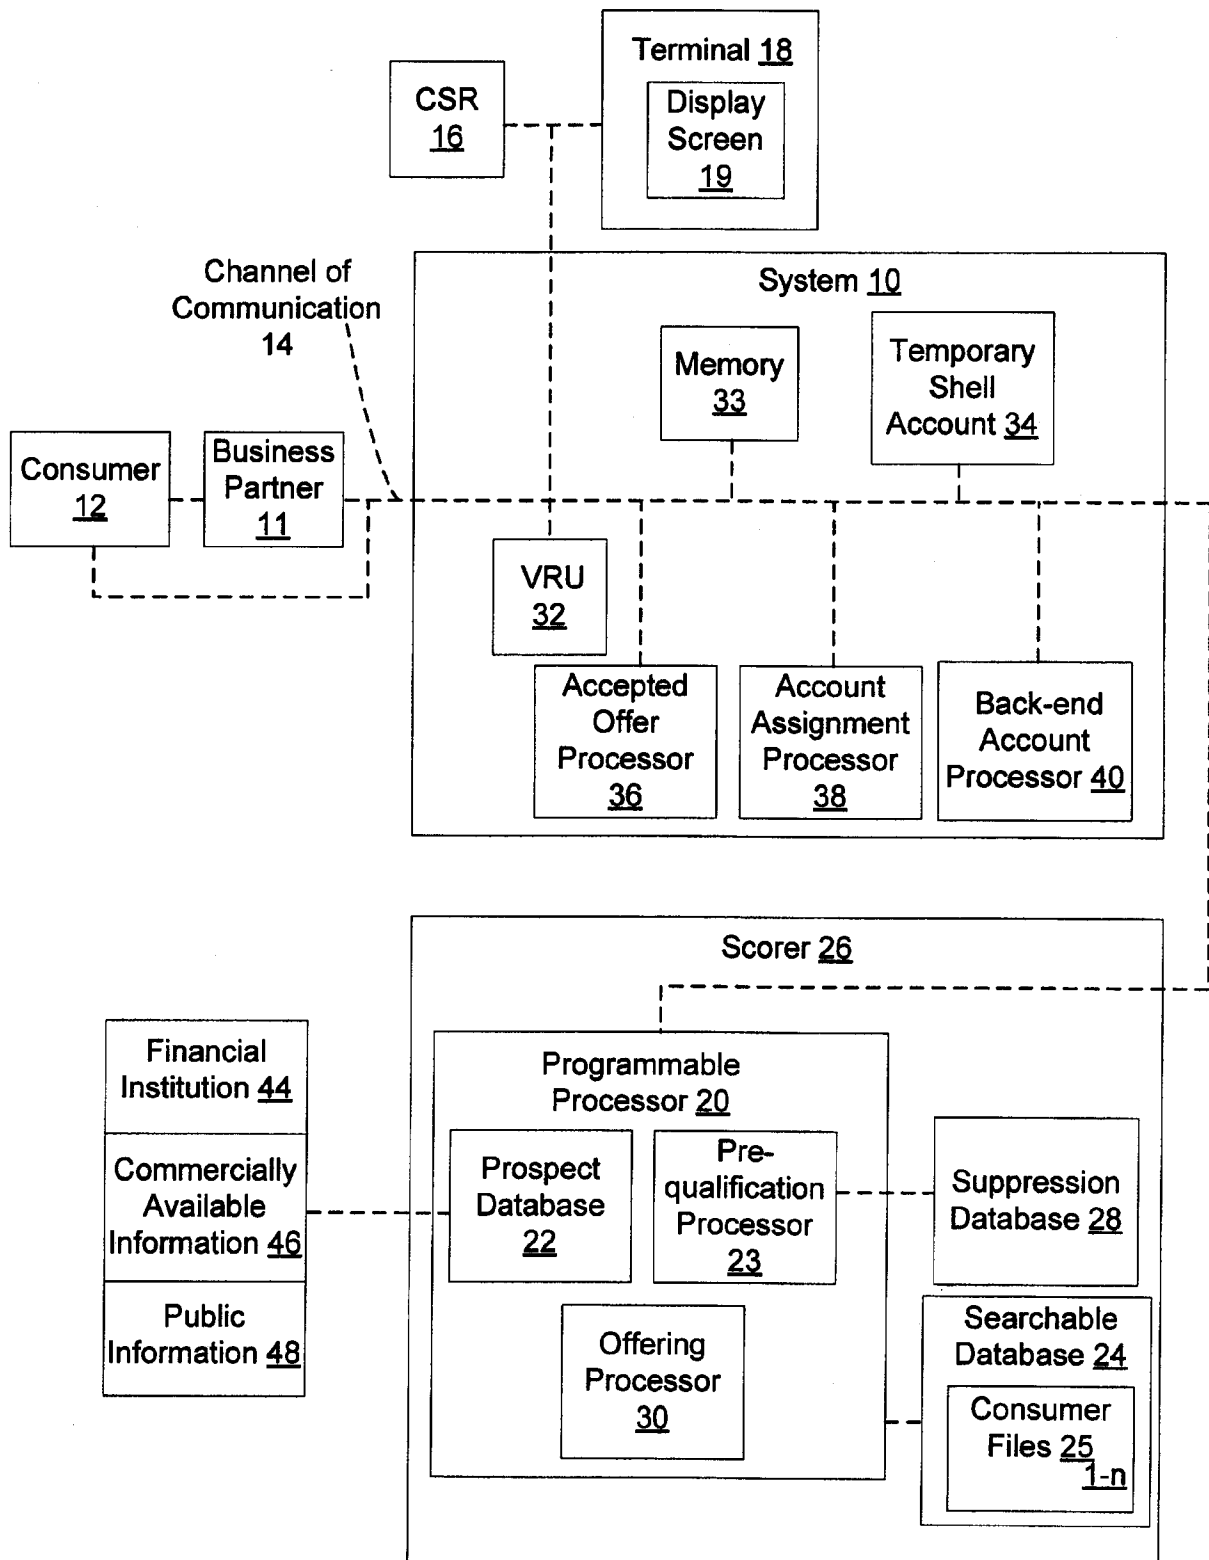 Terminal 18
CSR
16
Display
Screen
19
Channel of
Communication
14
System 10
Memory
33
Temporary
Shell
Account 34
Consumer
12
Business
Partner
11
VRU
32
Accepted
Offer
Processor
36
Account
Assignment
Processor
38
Back-end
Account
Processor 40
Scorer 26
Financial
Institution 44
Commercially
Available
Information 46
Public
Information 48
Programmable
Processor 20
Prospect
Database
22
Pre-
qualification
Processor
23
Suppression
Database 28
Offering
Processor
30
Searchable
Database 24
Consumer
Files 25
1-n